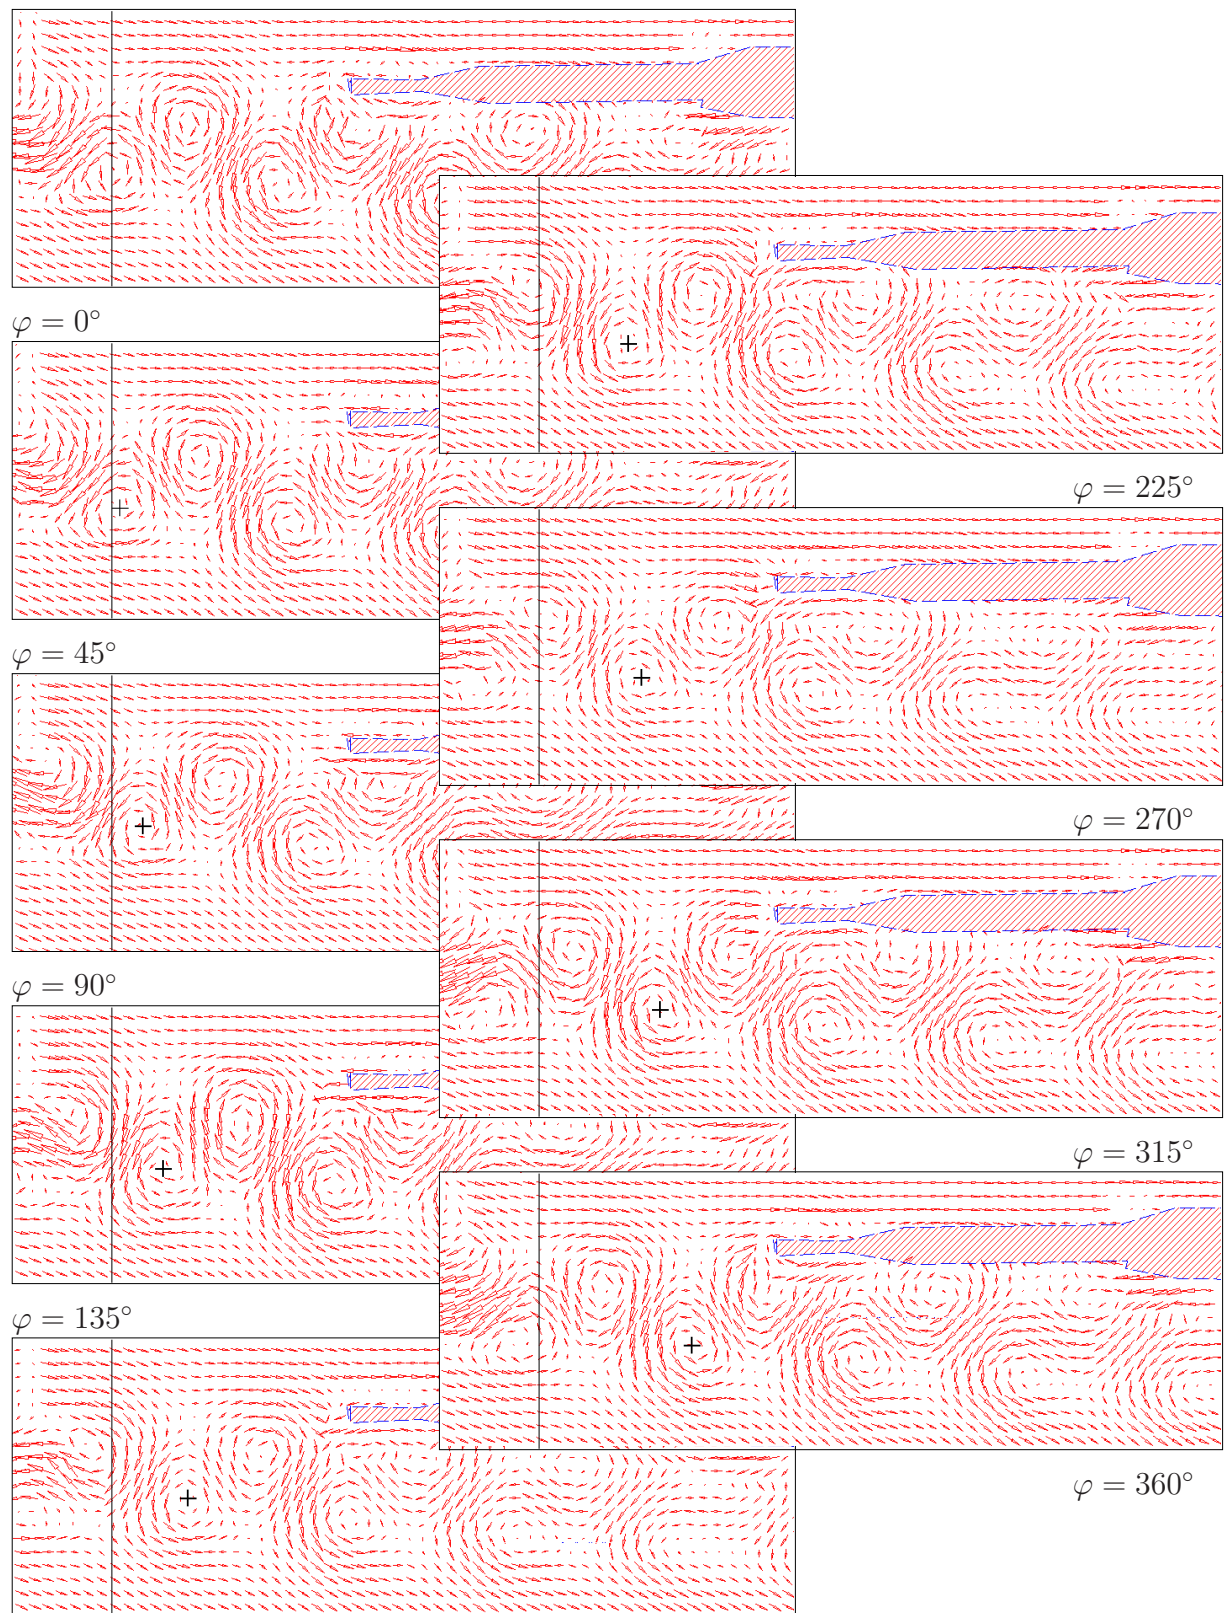 φ = 0°
φ = 45°
φ = 90°
φ = 135°
φ = 225°
φ = 270°
φ = 315°
φ = 360°